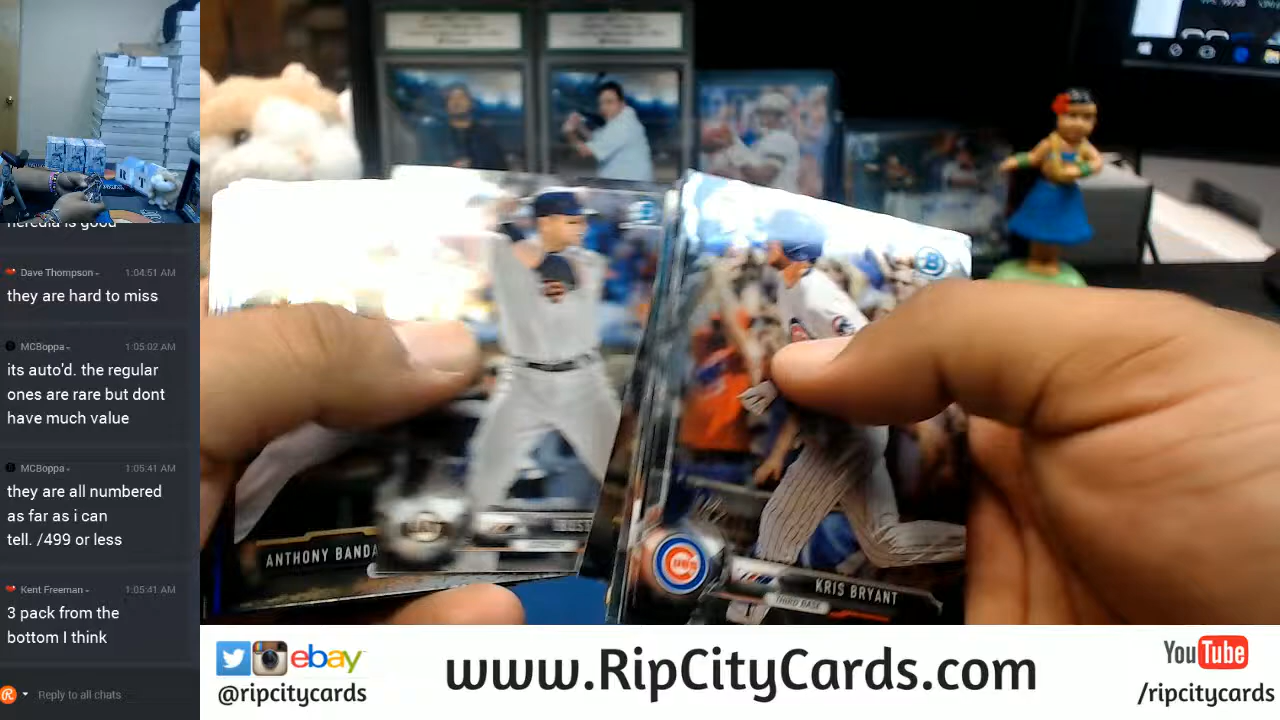 heredia is good
Dave Thompson - 1:04:51 AM
they are hard to miss
MCBoppa - 1:05:02 AM
its auto'd. the regular
ones are rare but dont
have much value
MCBoppa - 1:05:41 AM
they are all numbered
as far as i can
tell. /499 or less
Kent Freeman - 1:05:41 AM
3 pack from the
bottom I think
Reply to all chats
R T
B
ANTHONY BANDA
CUBS
KRIS BRYANT
THIRD BASE
ebay
@ripcitycards
www.RipCityCards.com
YouTube
/ripcitycards